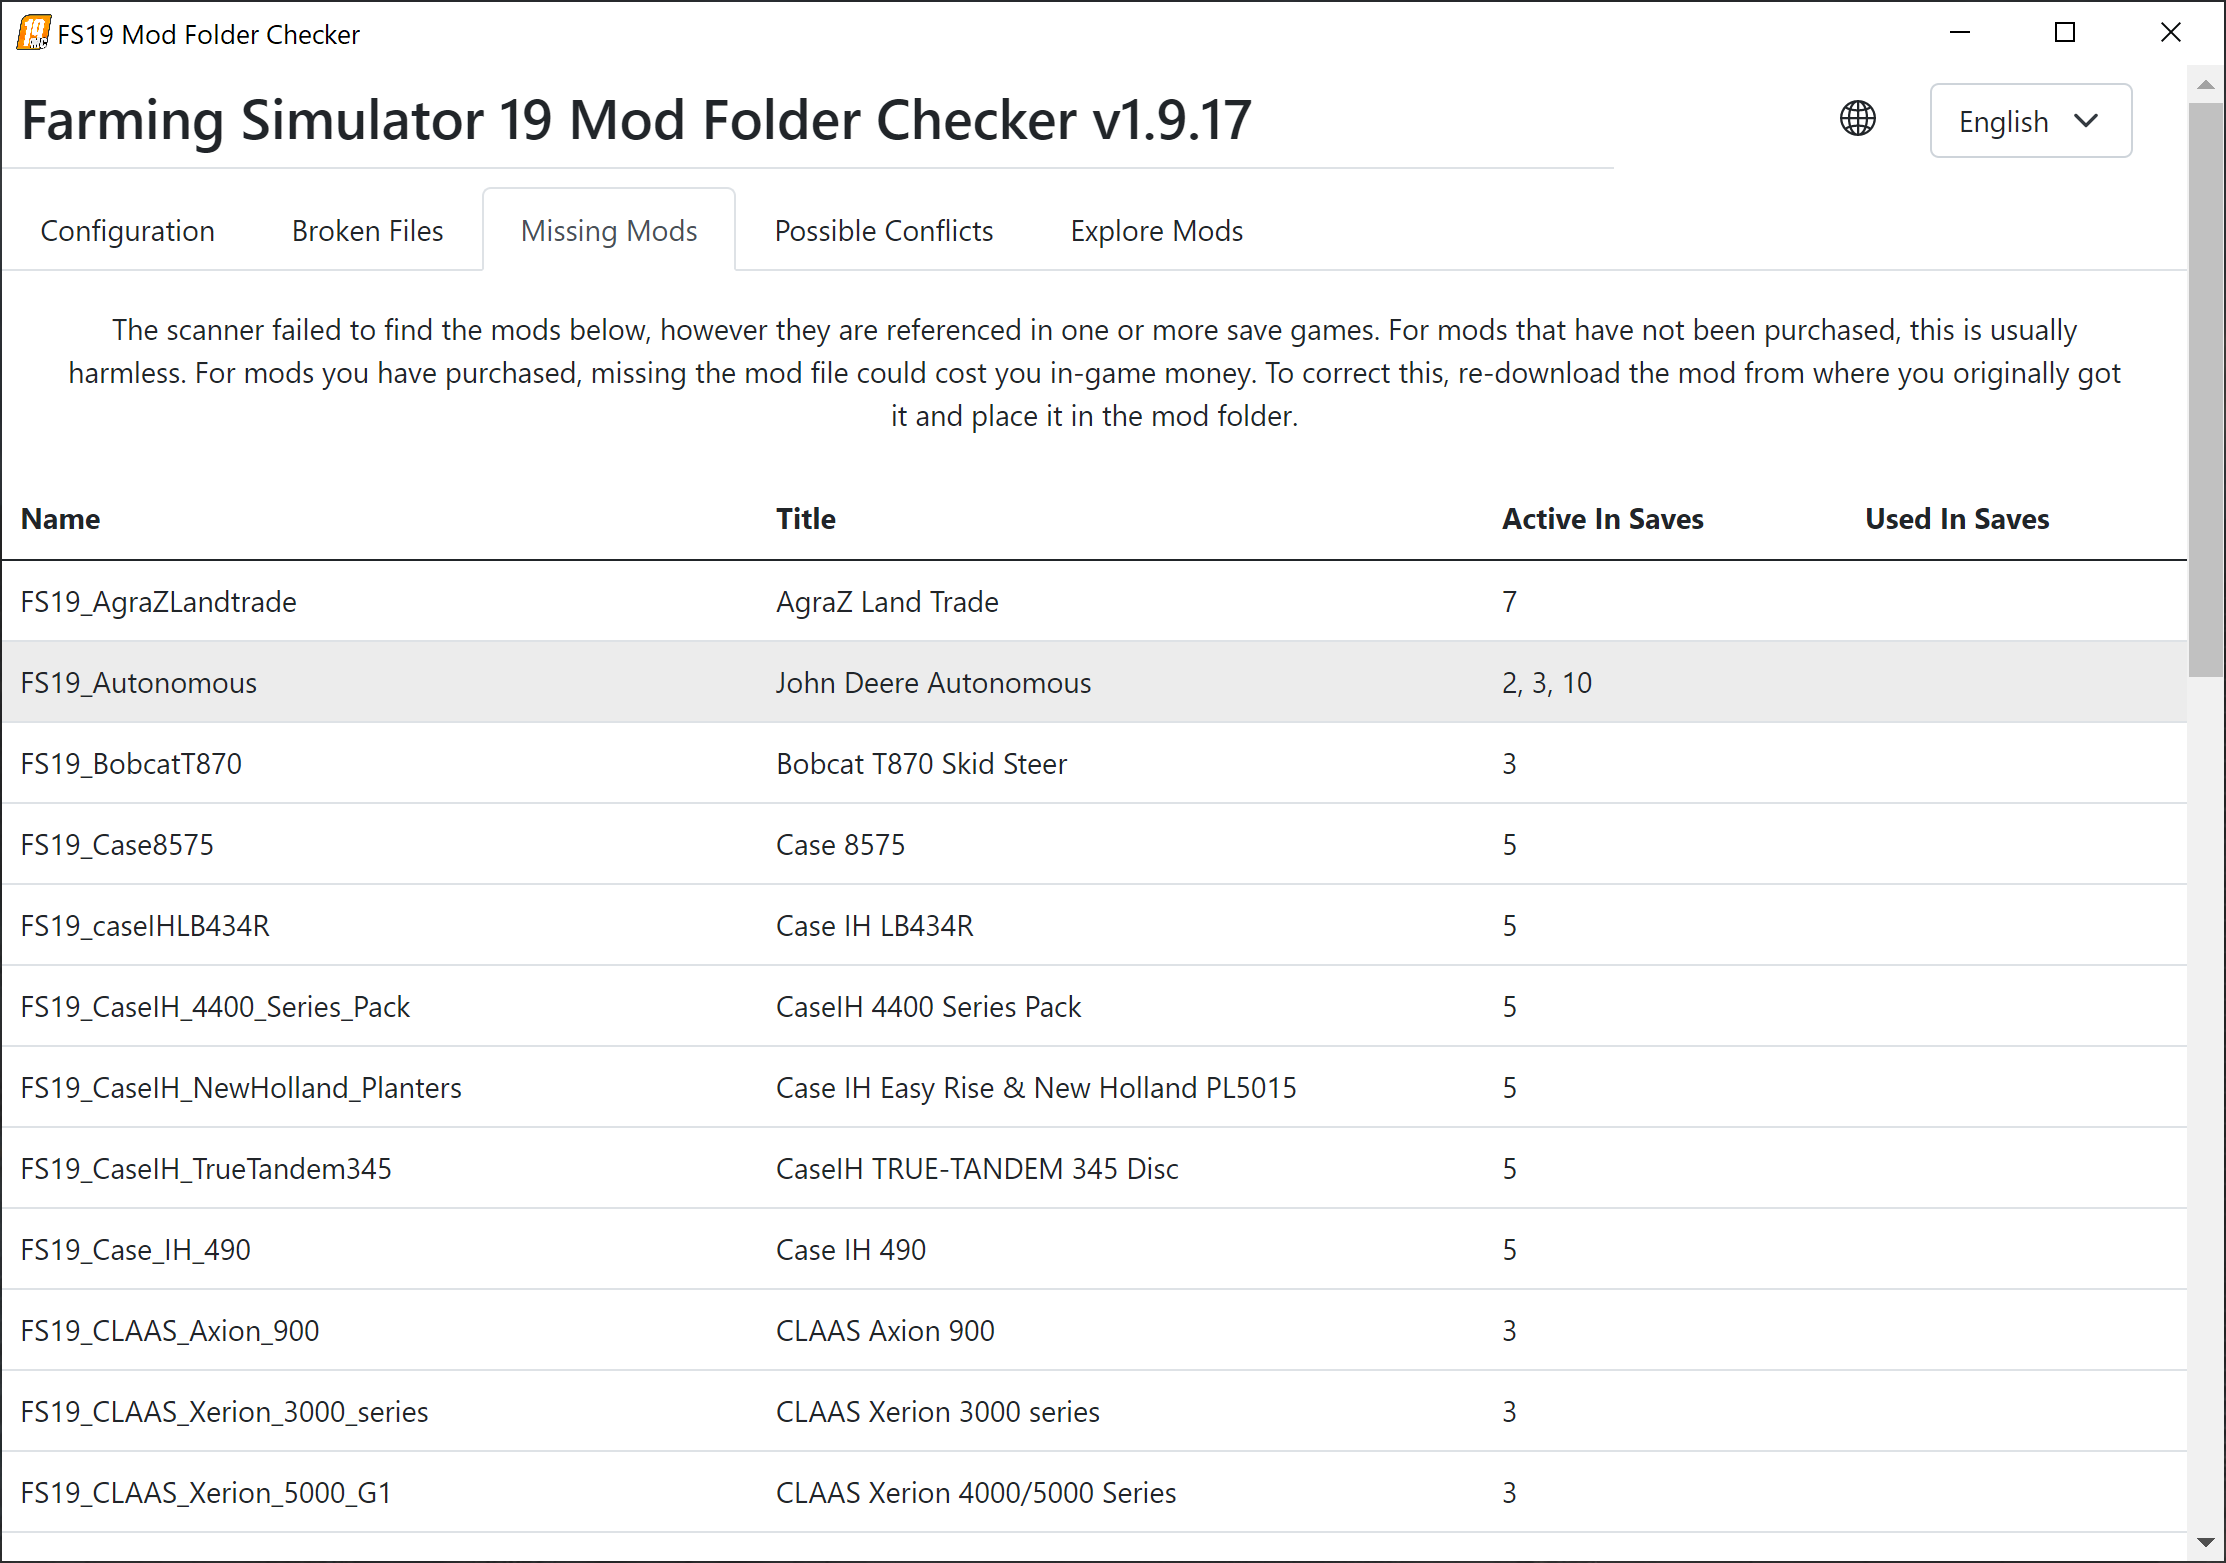 FS19 Mod Folder Checker
Farming Simulator 19 Mod Folder Checker v1.9.17
English
Configuration Broken Files Missing Mods Possible Conflicts Explore Mods
The scanner failed to find the mods below, however they are referenced in one or more save games. For mods that have not been purchased, this is usually
harmless. For mods you have purchased, missing the mod file could cost you in-game money. To correct this, re-download the mod from where you originally got
it and place it in the mod folder.
Name Title Active In Saves Used In Saves
FS19_AgraZLandtrade AgraZ Land Trade 7
FS19_Autonomous John Deere Autonomous 2, 3, 10
FS19_BobcatT870 Bobcat T870 Skid Steer 3
FS19_Case8575 Case 8575 5
FS19_caseIHLB434R Case IH LB434R 5
FS19_CaseIH_4400_Series_Pack CaseIH 4400 Series Pack 5
FS19_CaseIH_NewHolland_Planters Case IH Easy Rise & New Holland PL5015 5
FS19_CaseIH_TrueTandem345 CaseIH TRUE-TANDEM 345 Disc 5
FS19_Case_IH_490 Case IH 490 5
FS19_CLAAS_Axion_900 CLAAS Axion 900 3
FS19_CLAAS_Xerion_3000_series CLAAS Xerion 3000 series 3
FS19_CLAAS_Xerion_5000_G1 CLAAS Xerion 4000/5000 Series 3